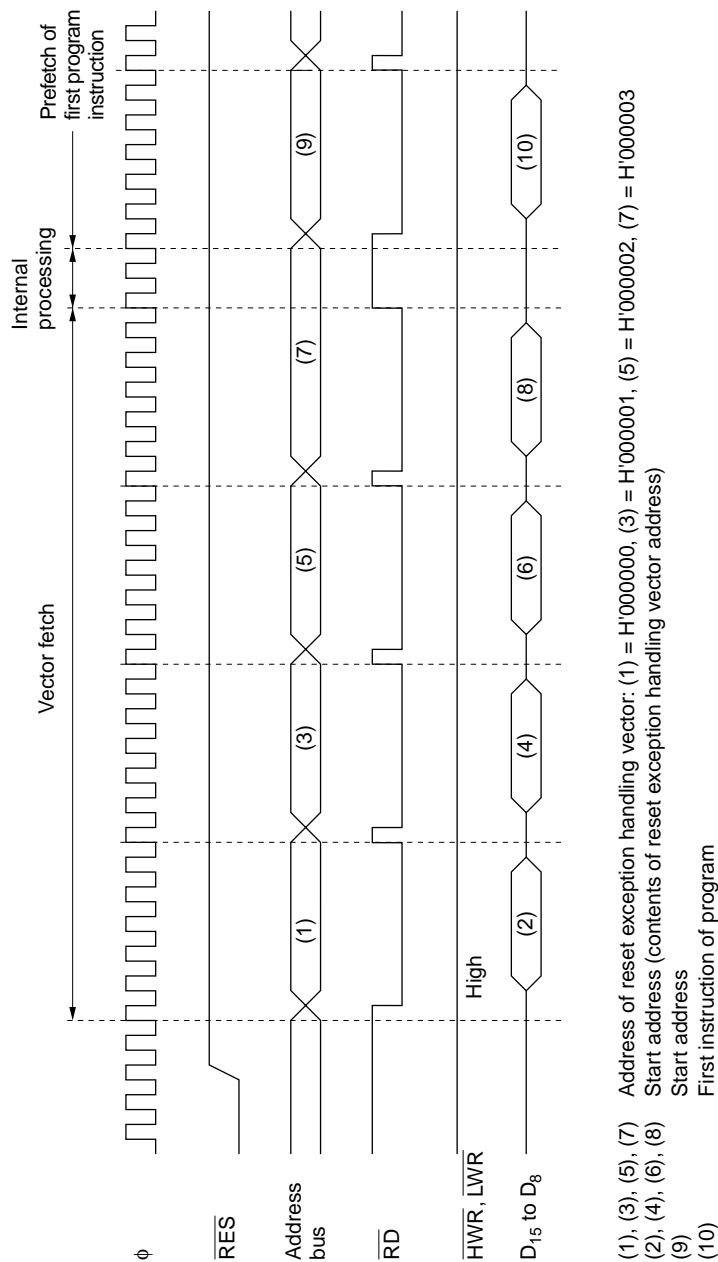 Vector fetch
Internal
processing
Prefetch of
first program
instruction
φ
RES
Address
bus
(1)
(3)
(5)
(7)
(9)
RD
HWR, LWR
High
D15 to D8
(2)
(4)
(6)
(8)
(10)
(1), (3), (5), (7) Address of reset exception handling vector: (1) = H'000000, (3) = H'000001, (5) = H'000002, (7) = H'000003
(2), (4), (6), (8) Start address (contents of reset exception handling vector address)
(9) Start address
(10) First instruction of program